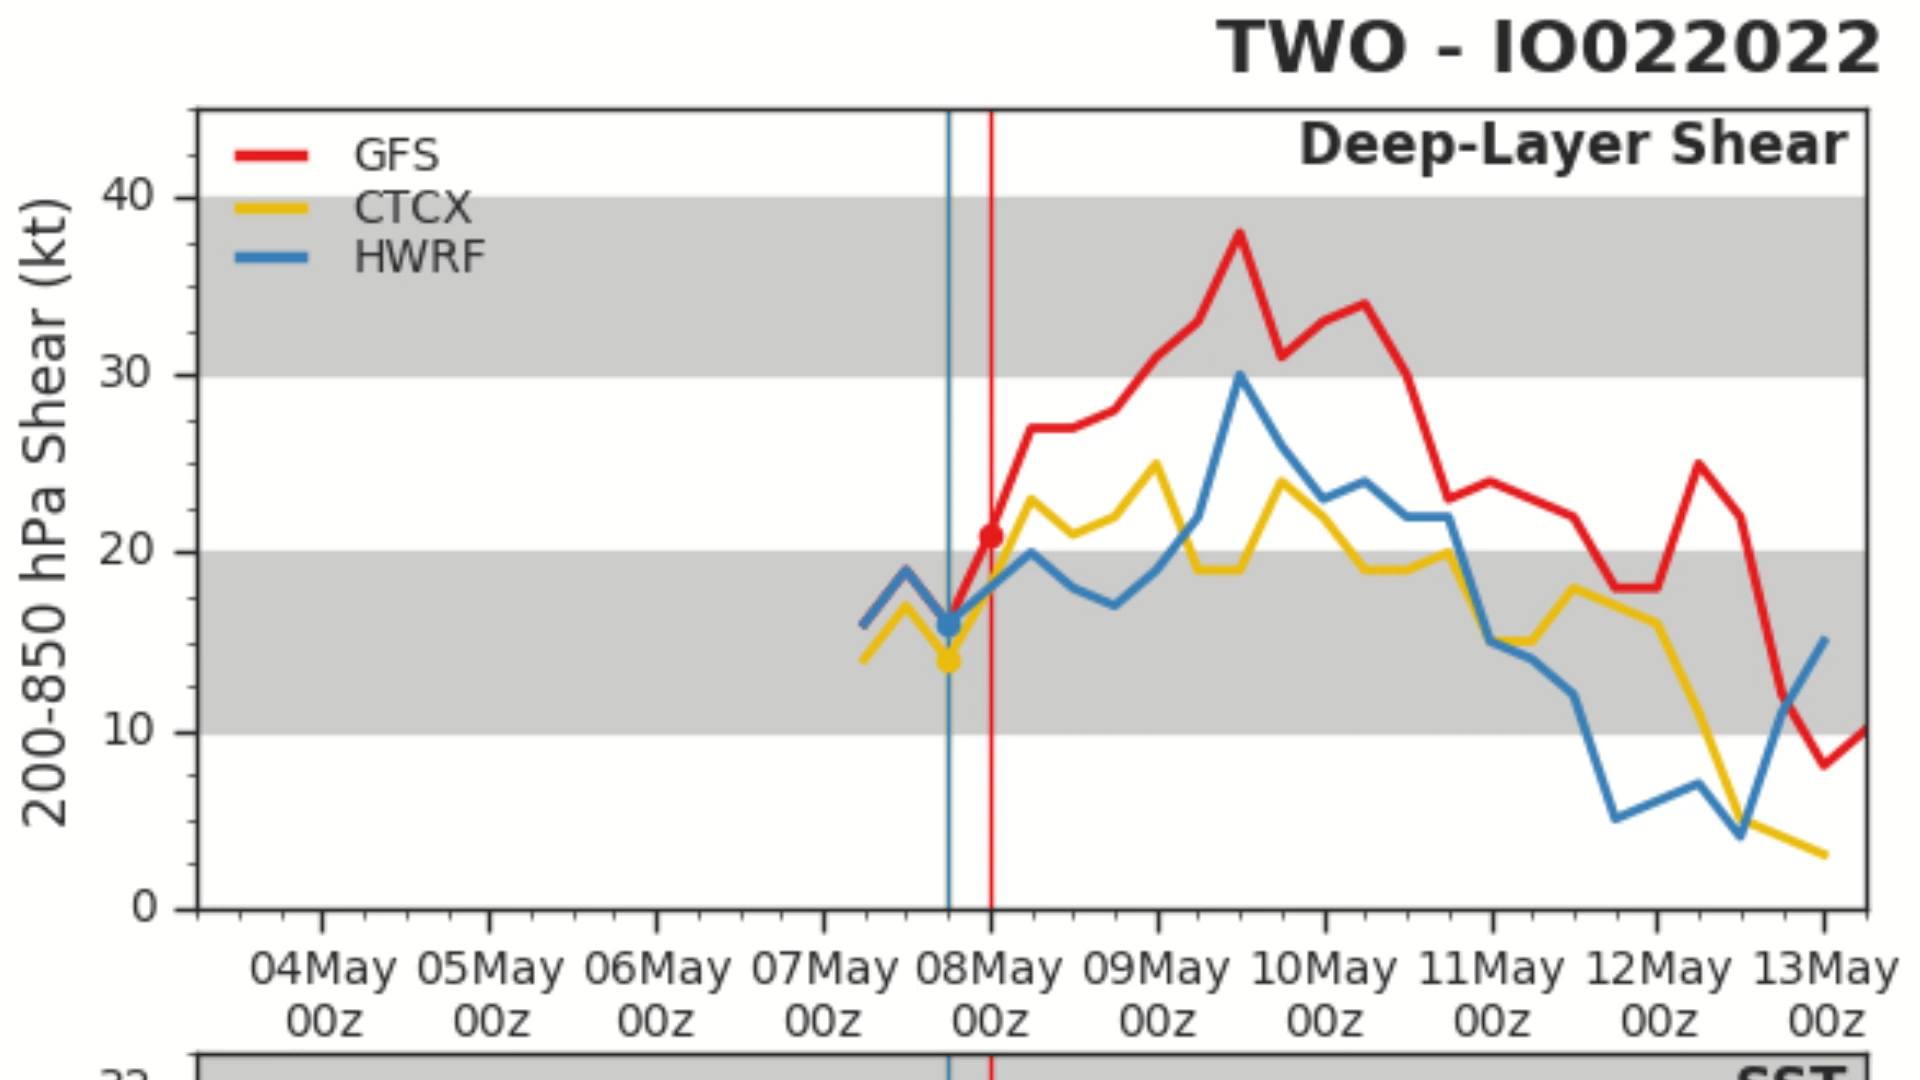 TWO - IO022022
Deep-Layer Shear
GFS
CTCX
HWRF
200-850 hPa Shear (kt)
40
30
20
10
0
04May 05May 06May 07May 08May 09May 10May 11May 12May 13May
00z 00z 00z 00z 00z 00z 00z 00z 00z 00z
SST